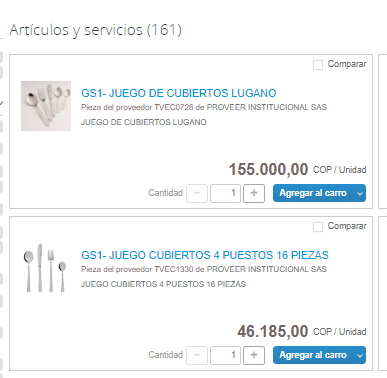 Artículos y servicios (161)
Comparar
GS1- JUEGO DE CUBIERTOS LUGANO
Pieza del proveedor TVEC0726 de PROVEER INSTITUCIONAL SAS
JUEGO DE CUBIERTOS LUGANO
155.000,00 COP / Unidad
Cantidad − 1 + Agregar al carro
Comparar
GS1- JUEGO CUBIERTOS 4 PUESTOS 16 PIEZAS
Pieza del proveedor TVEC1330 de PROVEER INSTITUCIONAL SAS
JUEGO CUBIERTOS 4 PUESTOS 16 PIEZAS
46.185,00 COP / Unidad
Cantidad − 1 + Agregar al carro